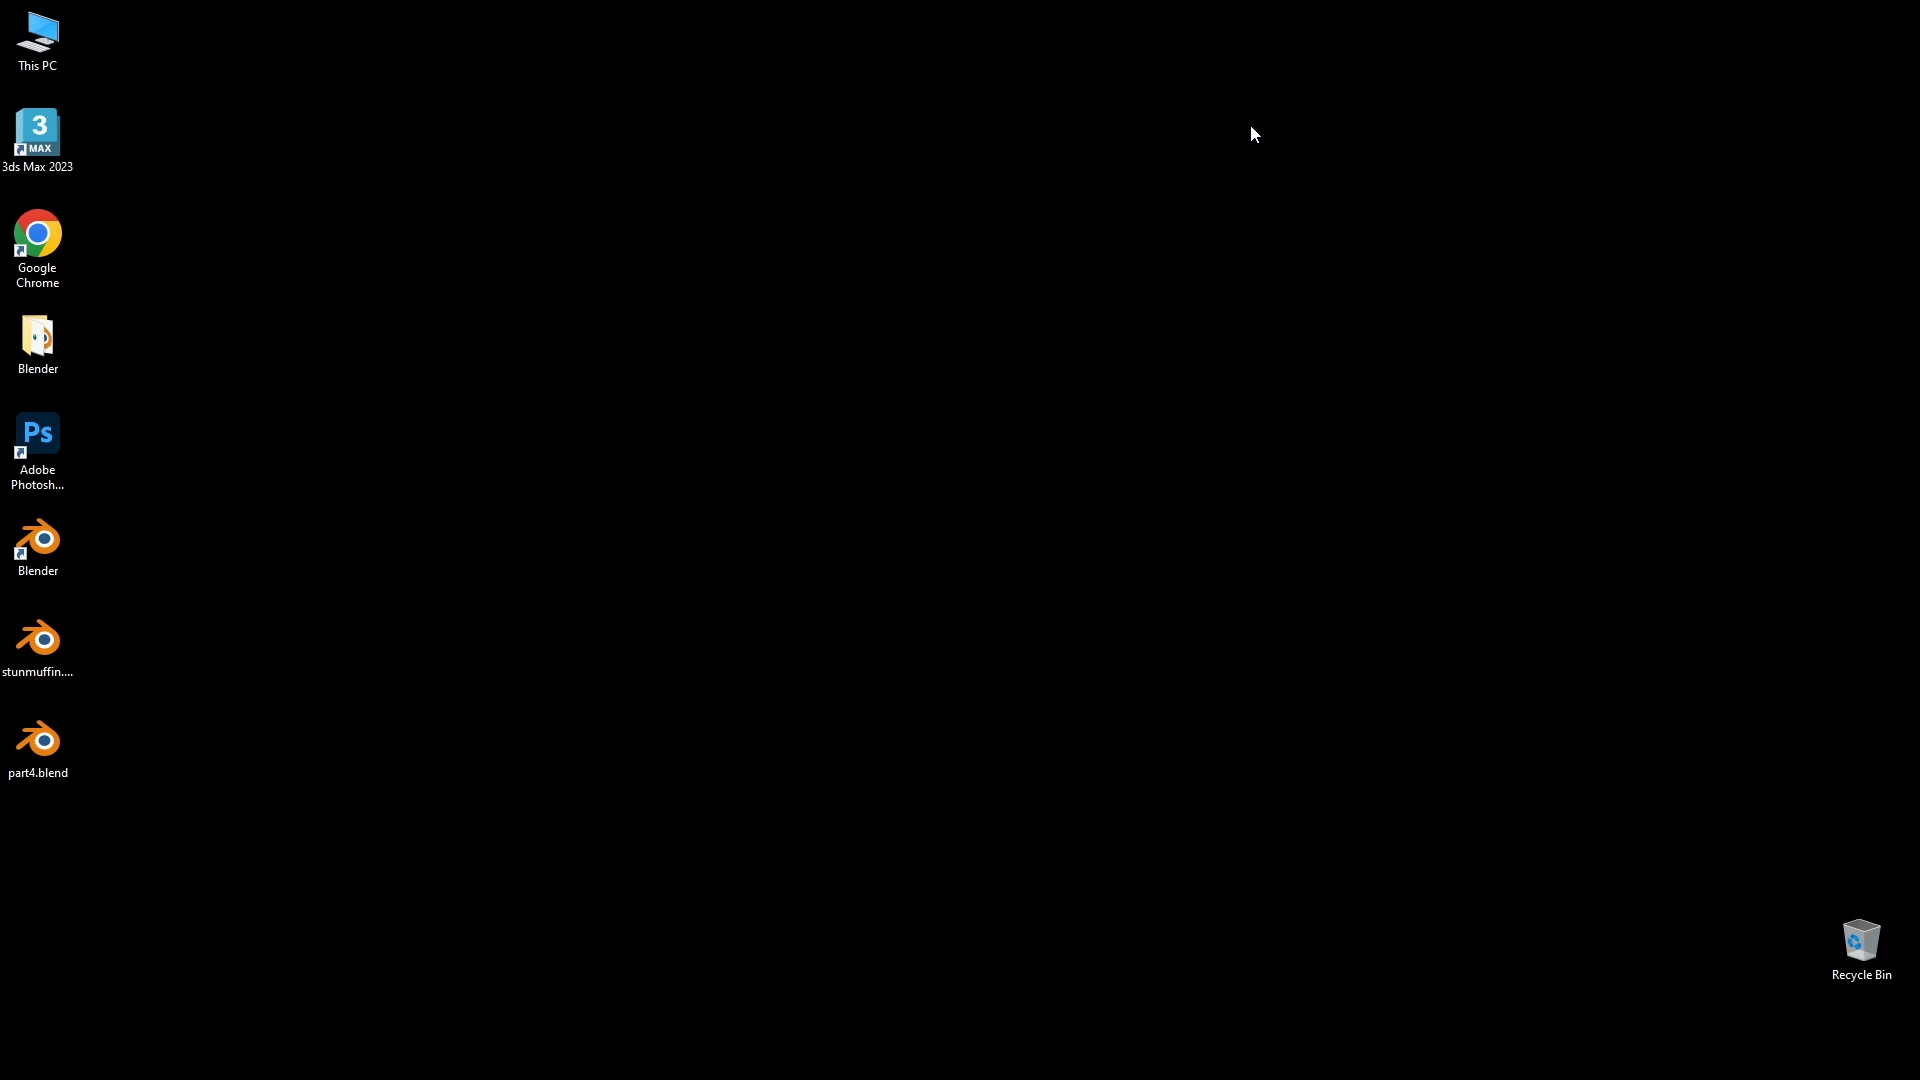 This PC
3
MAX
3ds Max 2023
Google
Chrome
Blender
Ps
Adobe
Photosh...
Blender
stunmuffin....
part4.blend
Recycle Bin